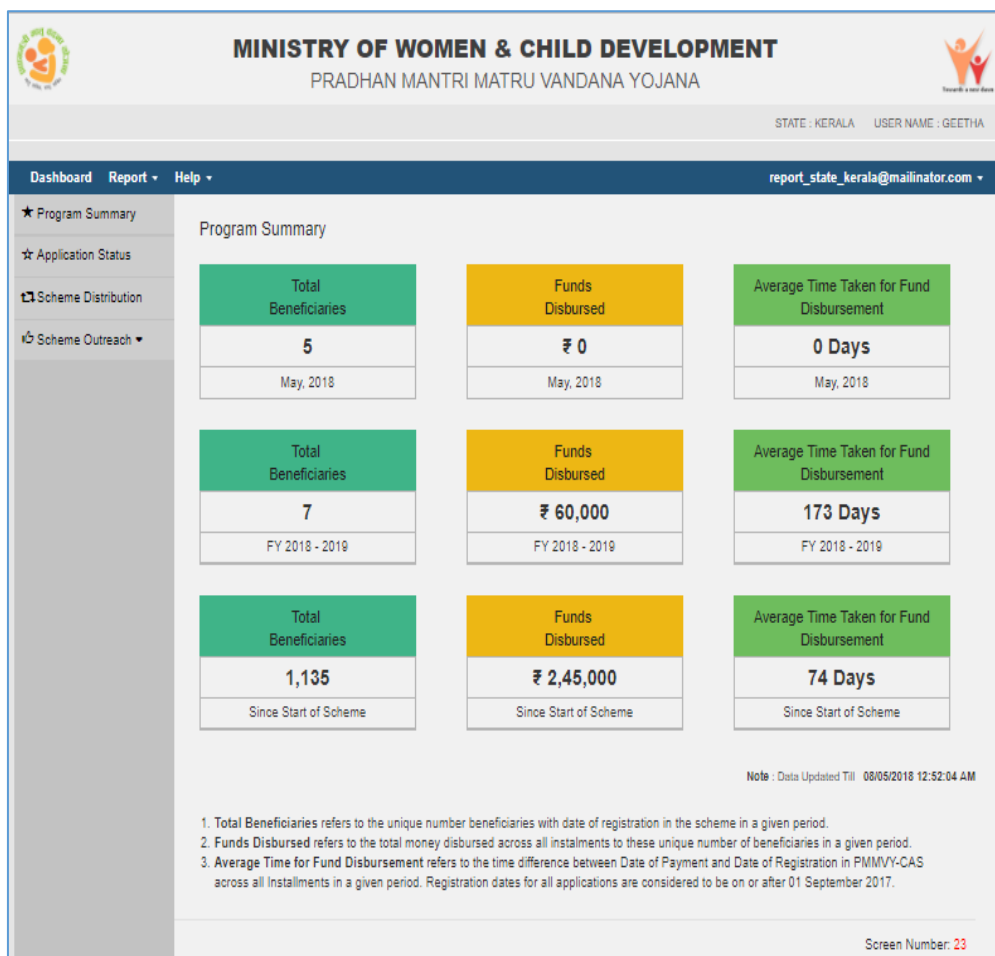 MINISTRY OF WOMEN & CHILD DEVELOPMENT
PRADHAN MANTRI MATRU VANDANA YOJANA
Towards a new dawn
STATE : KERALA USER NAME : GEETHA
Dashboard Report Help report_state_kerala@mailinator.com
Program Summary
Application Status
Scheme Distribution
Scheme Outreach
Program Summary
Total
Beneficiaries
5
May, 2018
Funds
Disbursed
₹ 0
May, 2018
Average Time Taken for Fund
Disbursement
0 Days
May, 2018
Total
Beneficiaries
7
FY 2018 - 2019
Funds
Disbursed
₹ 60,000
FY 2018 - 2019
Average Time Taken for Fund
Disbursement
173 Days
FY 2018 - 2019
Total
Beneficiaries
1,135
Since Start of Scheme
Funds
Disbursed
₹ 2,45,000
Since Start of Scheme
Average Time Taken for Fund
Disbursement
74 Days
Since Start of Scheme
Note : Data Updated Till 08/05/2018 12:52:04 AM
1. Total Beneficiaries refers to the unique number beneficiaries with date of registration in the scheme in a given period.
2. Funds Disbursed refers to the total money disbursed across all instalments to these unique number of beneficiaries in a given period.
3. Average Time for Fund Disbursement refers to the time difference between Date of Payment and Date of Registration in PMMVY-CAS
across all Installments in a given period. Registration dates for all applications are considered to be on or after 01 September 2017.
Screen Number: 23